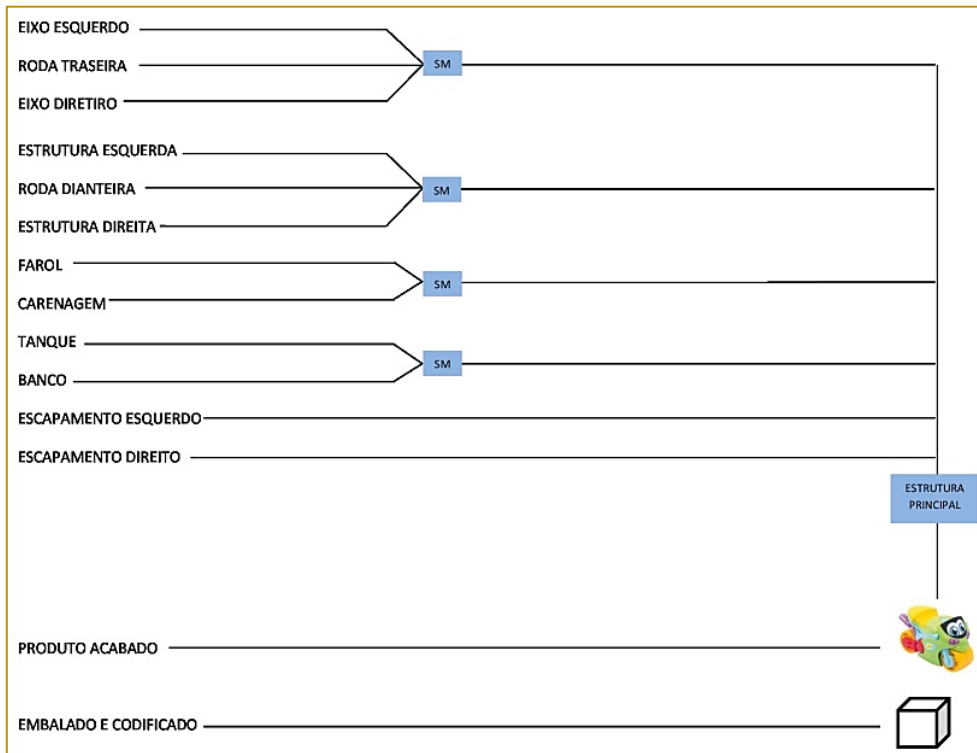 EIXO ESQUERDO
SM
RODA TRASEIRA
EIXO DIRETIRO
ESTRUTURA ESQUERDA
RODA DIANTEIRA
SM
ESTRUTURA DIREITA
FAROL
SM
CARENAGEM
TANQUE
SM
BANCO
ESCAPAMENTO ESQUERDO
ESCAPAMENTO DIREITO
ESTRUTURA
PRINCIPAL
PRODUTO ACABADO
EMBALADO E CODIFICADO